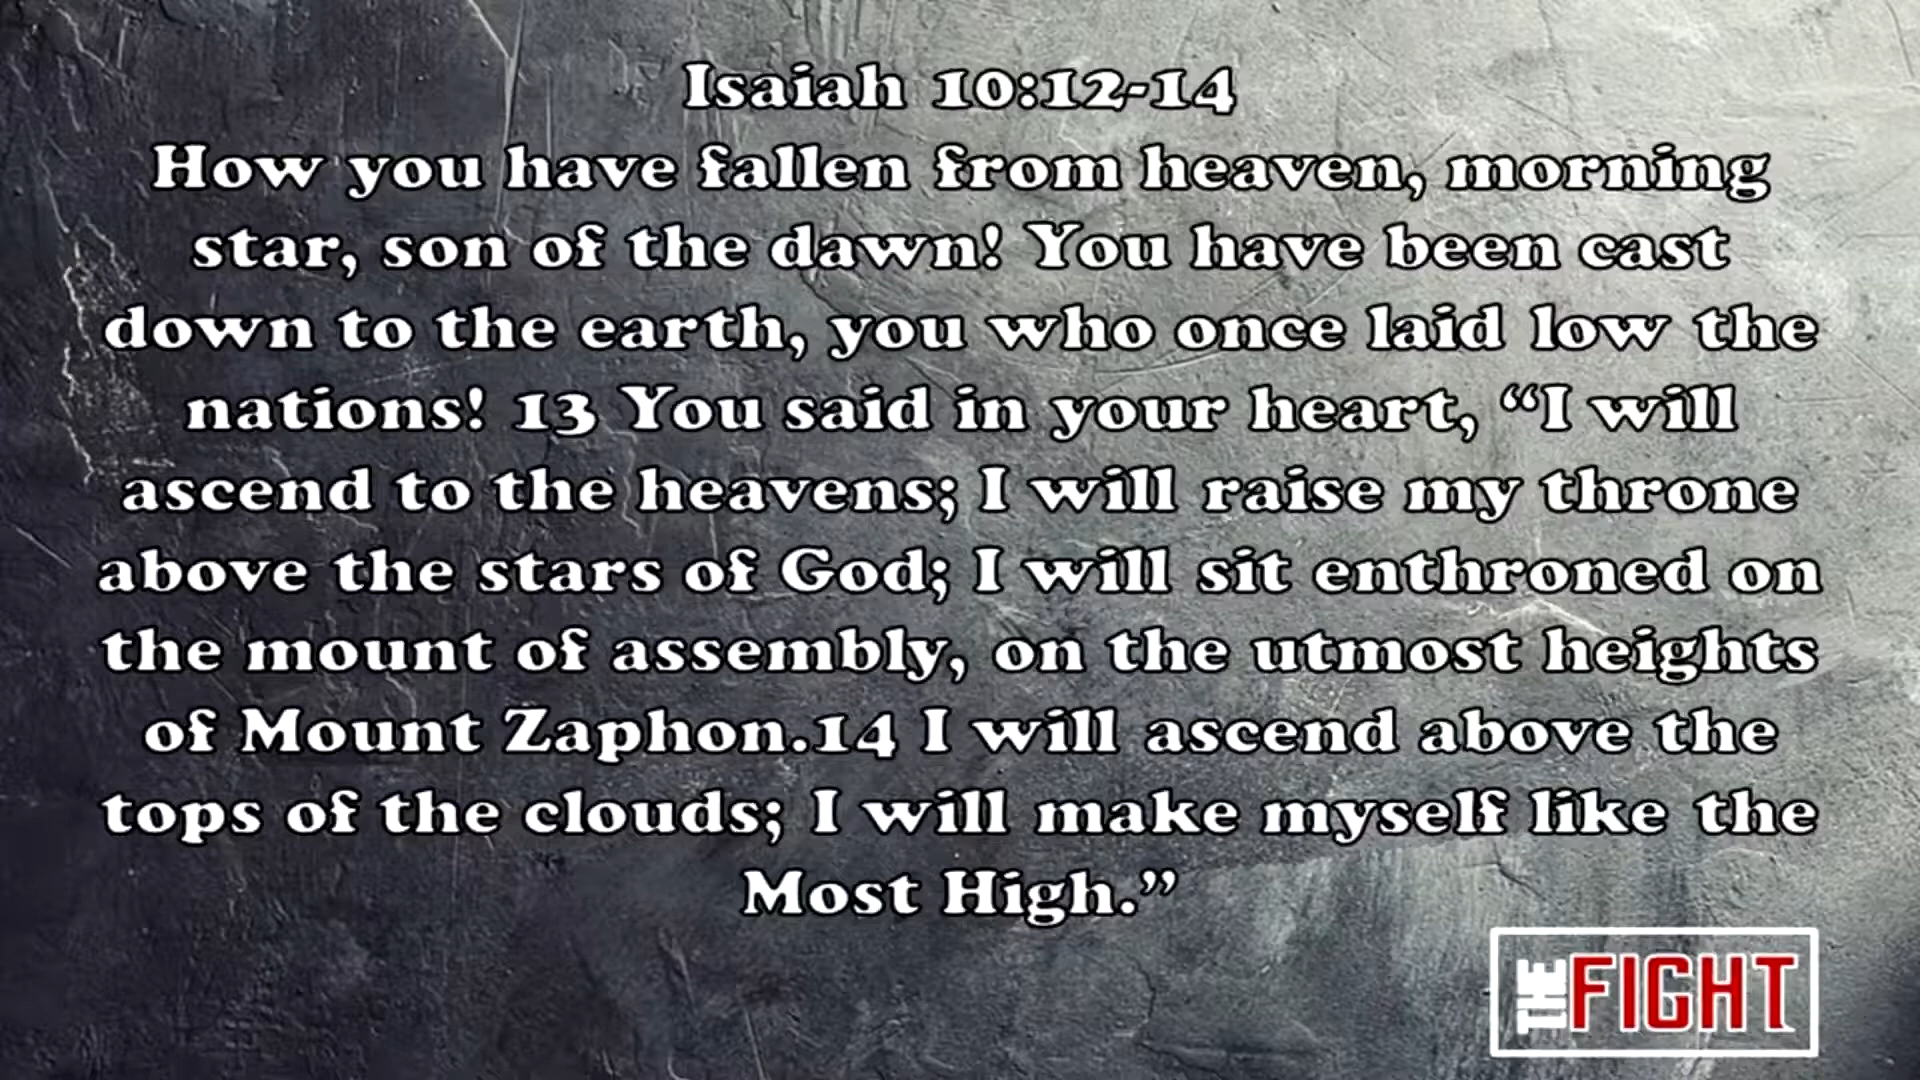 Isaiah 10:12-14
How you have fallen from heaven, morning
star, son of the dawn! You have been cast
down to the earth, you who once laid low the
nations! 13 You said in your heart, “I will
ascend to the heavens; I will raise my throne
above the stars of God; I will sit enthroned on
the mount of assembly, on the utmost heights
of Mount Zaphon.14 I will ascend above the
tops of the clouds; I will make myself like the
Most High.”
THE FIGHT